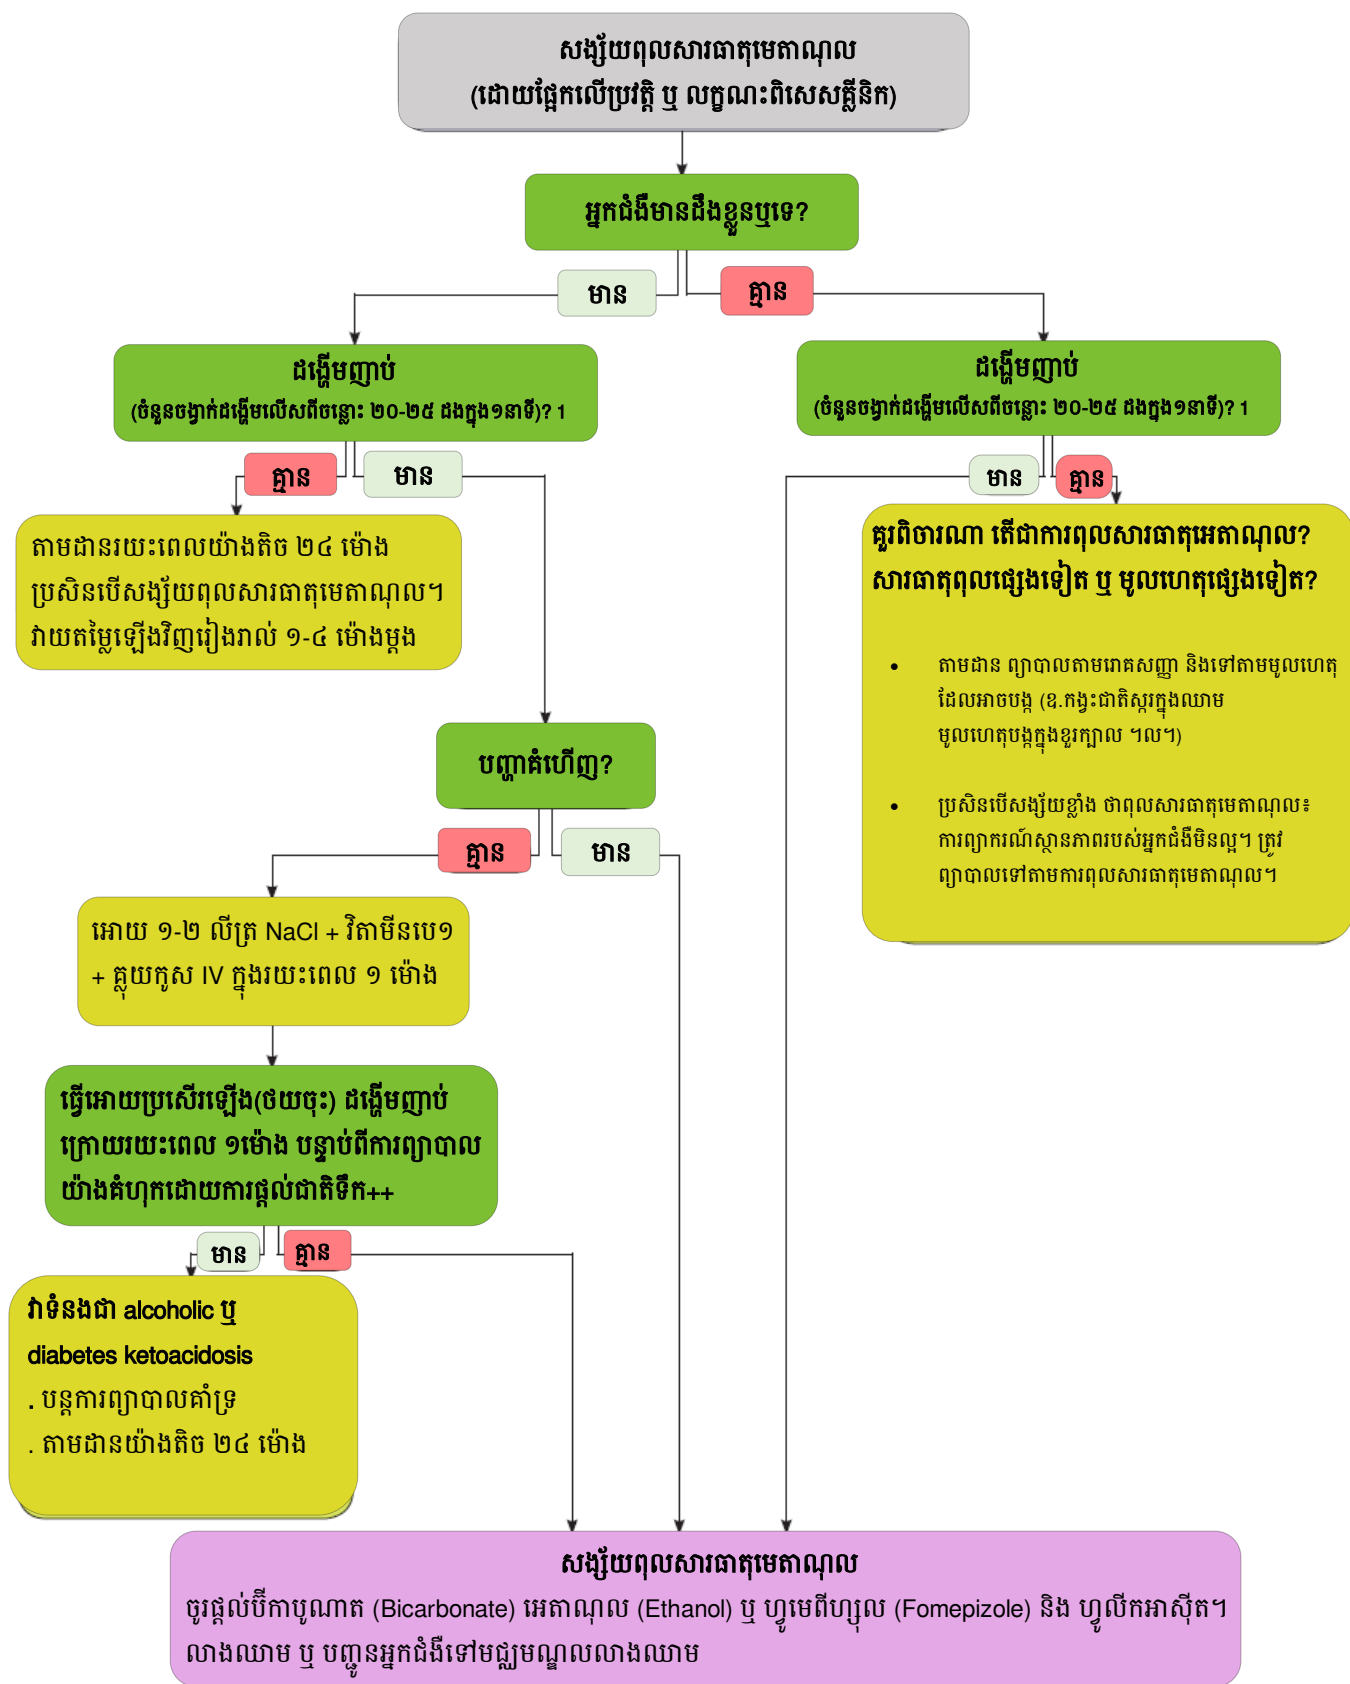 សង្ស័យពុលសារធាតុមេតាណុល
(ដោយផ្អែកលើប្រវត្តិ ឬ លក្ខណះពិសេសគ្លីនិក)
អ្នកជំងឺមានដឹងខ្លួនឬទេ?
មាន
គ្មាន
ដង្ហើមញាប់
(ចំនួនចង្វាក់ដង្ហើមលើសពីចន្លោះ ២០-២៥ ដងក្នុង១នាទី)? 1
ដង្ហើមញាប់
(ចំនួនចង្វាក់ដង្ហើមលើសពីចន្លោះ ២០-២៥ ដងក្នុង១នាទី)? 1
គ្មាន
មាន
មាន
គ្មាន
តាមដានរយះពេលយ៉ាងតិច ២៤ ម៉ោង
ប្រសិនបើសង្ស័យពុលសារធាតុមេតាណុល។
វាយតម្លៃឡើងវិញរៀងរាល់ ១-៤ ម៉ោងម្តង
គួរពិចារណា តើជាការពុលសារធាតុអេតាណុល?
សារធាតុពុលផ្សេងទៀត ឬ មូលហេតុផ្សេងទៀត?
• តាមដាន ព្យាបាលតាមរោគសញ្ញា និងទៅតាមមូលហេតុ
ដែលអាចបង្ក (ឧ.កង្វះជាតិស្ករក្នុងឈាម
មូលហេតុបង្កក្នុងខួរក្បាល ។ល។)
• ប្រសិនបើសង្ស័យខ្លាំង ថាពុលសារធាតុមេតាណុល៖
ការព្យាករណ៍ស្ថានភាពរបស់អ្នកជំងឺមិនល្អ។ ត្រូវ
ព្យាបាលទៅតាមការពុលសារធាតុមេតាណុល។
បញ្ហាគំហើញ?
គ្មាន
មាន
អោយ ១-២ លីត្រ NaCl + វិតាមីនបេ១
+ គ្លុយកូស IV ក្នុងរយះពេល ១ ម៉ោង
ធ្វើអោយប្រសើរឡើង(ថយចុះ) ដង្ហើមញាប់
ក្រោយរយះពេល ១ម៉ោង បន្ទាប់ពីការព្យាបាល
យ៉ាងគំហុកដោយការផ្តល់ជាតិទឹក++
មាន
គ្មាន
វាទំនងជា alcoholic ឬ
diabetes ketoacidosis
. បន្តការព្យាបាលគាំទ្រ
. តាមដានយ៉ាងតិច ២៤ ម៉ោង
សង្ស័យពុលសារធាតុមេតាណុល
ចូរផ្តល់ប៊ីកាបូណាត (Bicarbonate) អេតាណុល (Ethanol) ឬ ហ្វូមេពីហ្សុល (Fomepizole) និង ហ្វូលីកអាស៊ីត។
លាងឈាម ឬ បញ្ជូនអ្នកជំងឺទៅមជ្ឈមណ្ឌលលាងឈាម